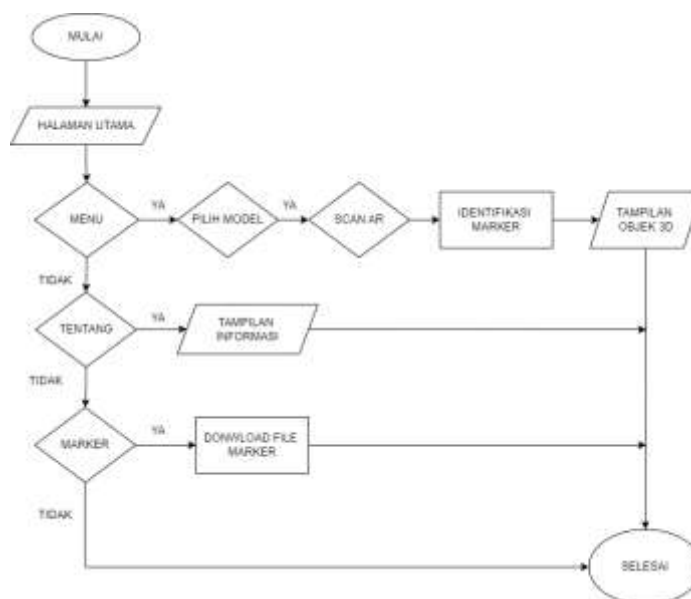 MULAI
HALAMAN UTAMA
MENU
YA
PILIH MODEL
YA
SCAN AR
IDENTIFIKASI
MARKER
TAMPILAN
OBJEK 3D
TIDAK
TENTANG
YA
TAMPILAN
INFORMASI
TIDAK
MARKER
YA
DONWLOAD FILE
MARKER
TIDAK
SELESAI